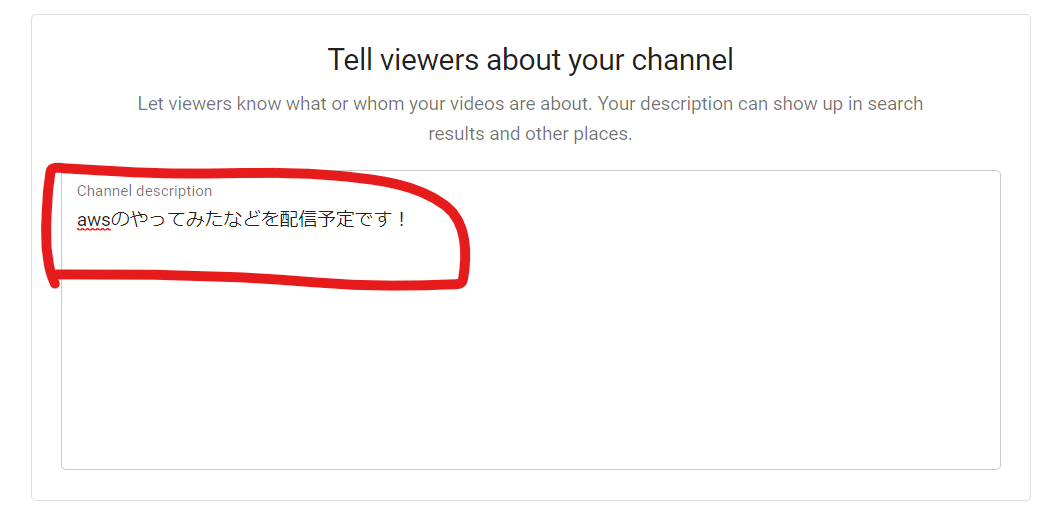 Tell viewers about your channel
Let viewers know what or whom your videos are about. Your description can show up in search
results and other places.
Channel description
awsのやってみたなどを配信予定です！